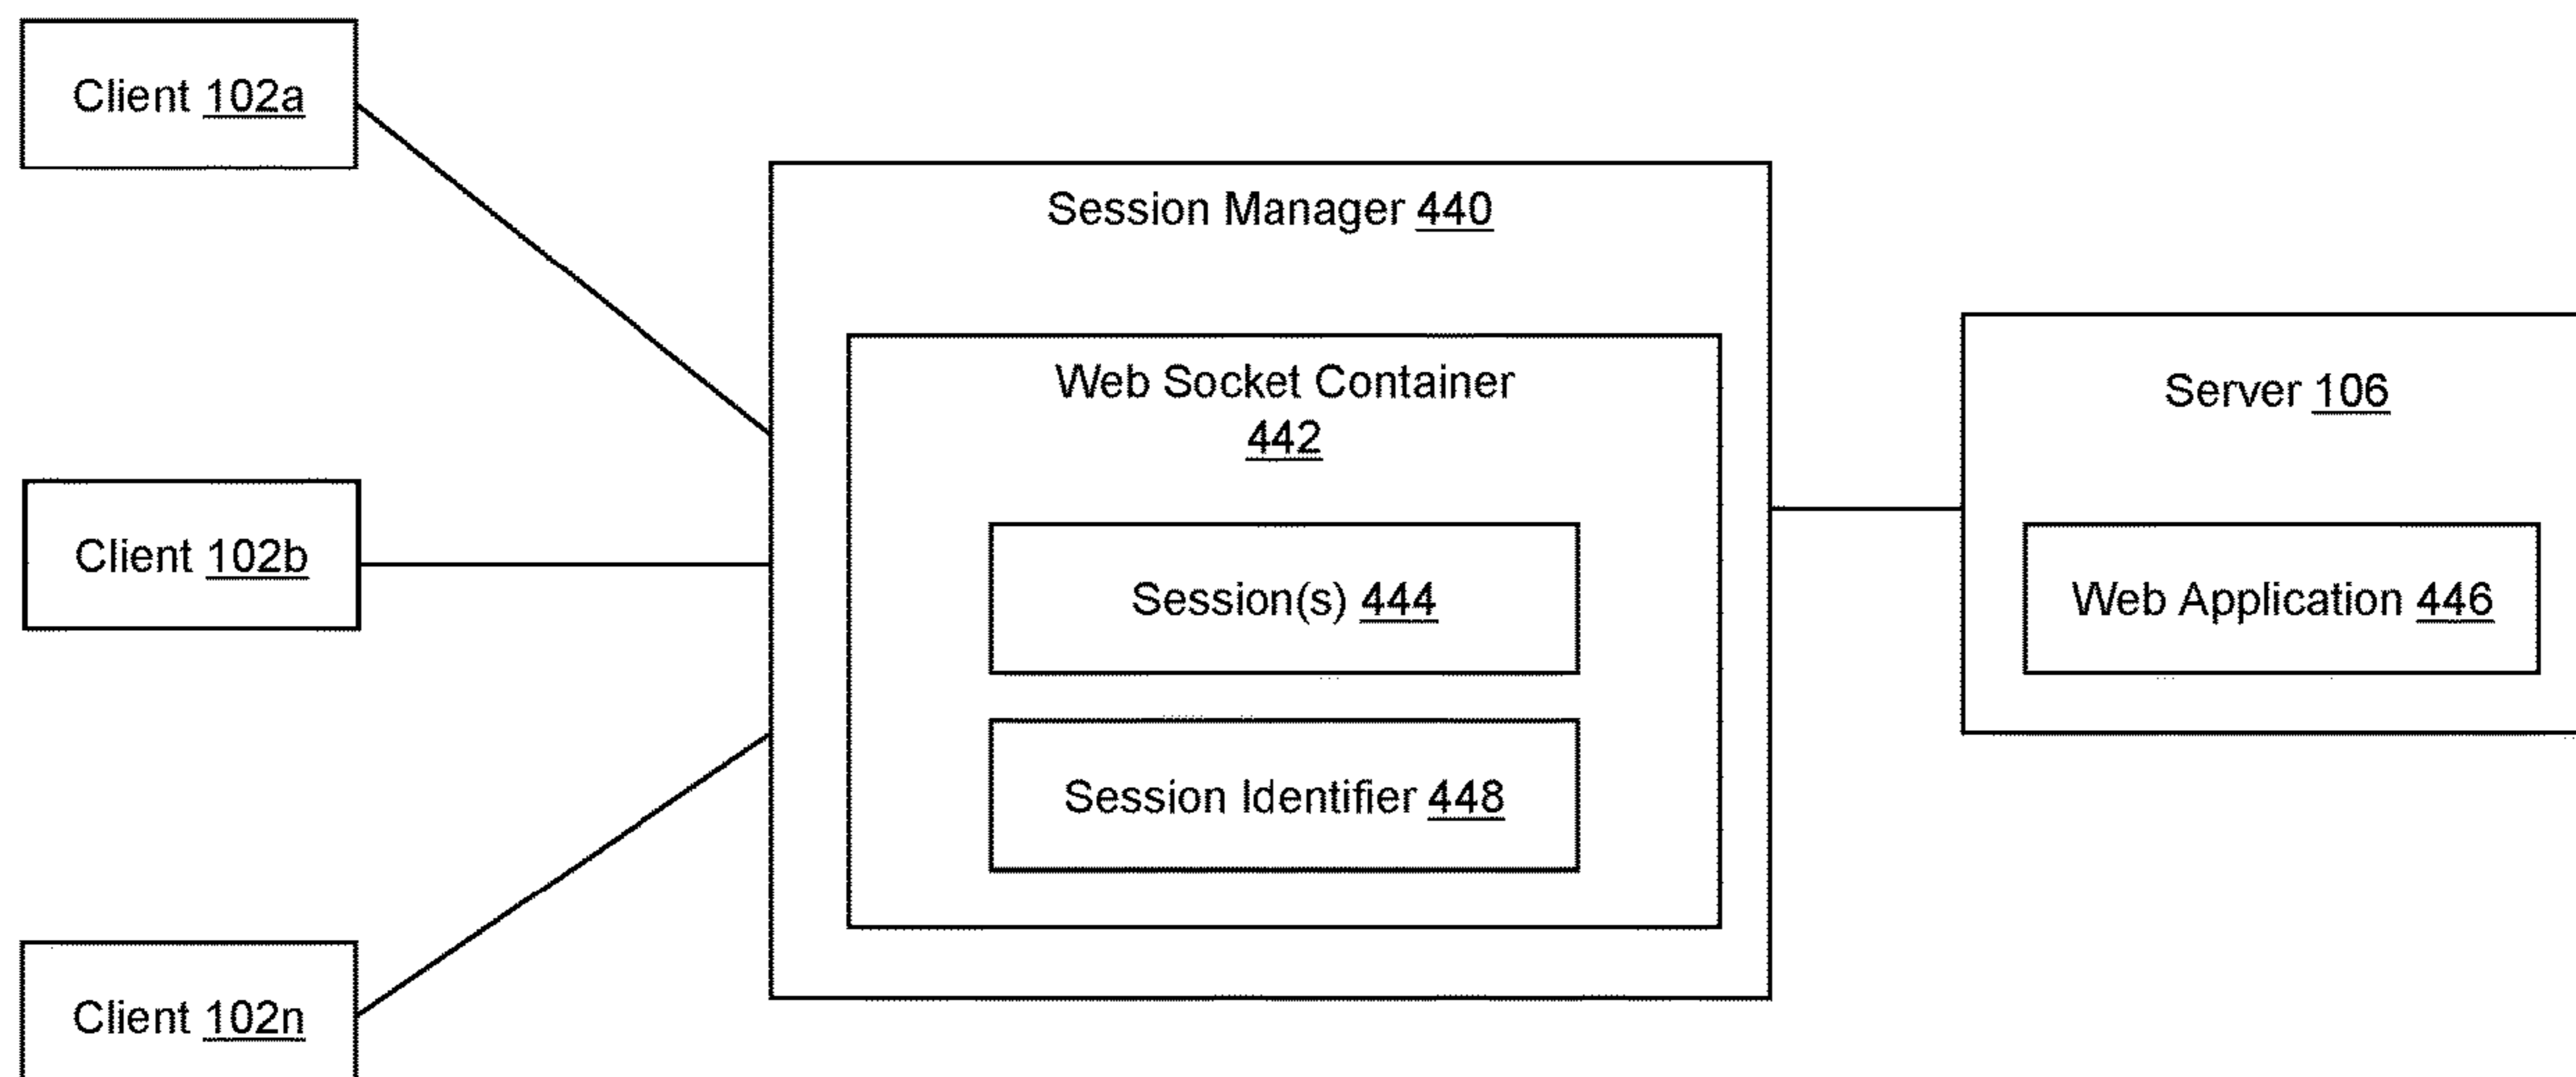 Client 102a
Session Manager 440
Web Socket Container
442
Server 106
Client 102b
Session(s) 444
Web Application 446
Session Identifier 448
Client 102n